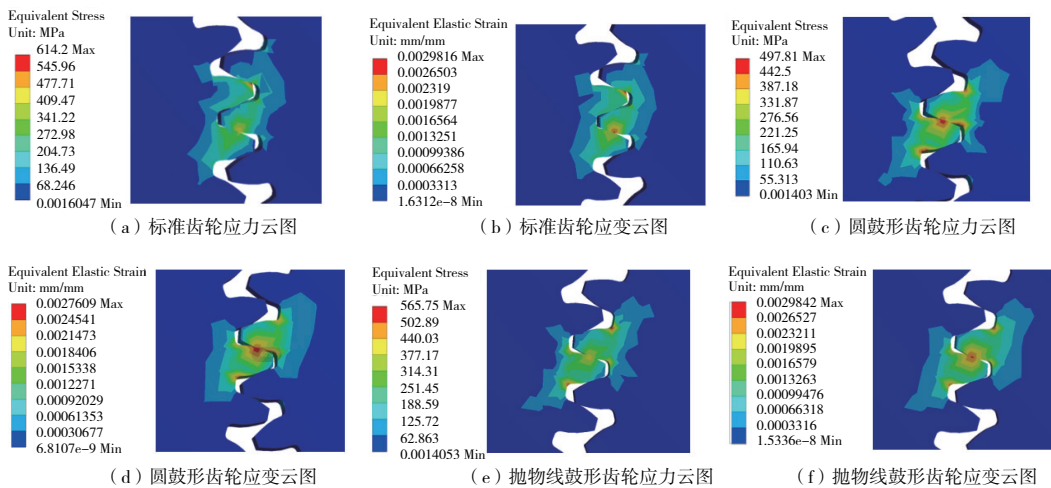 Equivalent Stress
Unit: MPa
614.2 Max
545.96
477.71
409.47
341.22
272.98
204.73
136.49
68.246
0.0016047 Min
(a)标准齿轮应力云图
Equivalent Elastic Strain
Unit: mm/mm
0.0029816 Max
0.0026503
0.002319
0.0019877
0.0016564
0.0013251
0.00099386
0.00066258
0.0003313
1.6312e-8 Min
(b)标准齿轮应变云图
Equivalent Stress
Unit: MPa
497.81 Max
442.5
387.18
331.87
276.56
221.25
165.94
110.63
55.313
0.001403 Min
(c)圆鼓形齿轮应力云图
Equivalent Elastic Strain
Unit: mm/mm
0.0027609 Max
0.0024541
0.0021473
0.0018406
0.0015338
0.0012271
0.00092029
0.00061353
0.00030677
6.8107e-9 Min
(d)圆鼓形齿轮应变云图
Equivalent Stress
Unit: MPa
565.75 Max
502.89
440.03
377.17
314.31
251.45
188.59
125.72
62.863
0.0014053 Min
(e)抛物线鼓形齿轮应力云图
Equivalent Elastic Strain
Unit: mm/mm
0.0029842 Max
0.0026527
0.0023211
0.0019895
0.0016579
0.0013263
0.00099476
0.00066318
0.0003316
1.5336e-8 Min
(f)抛物线鼓形齿轮应变云图